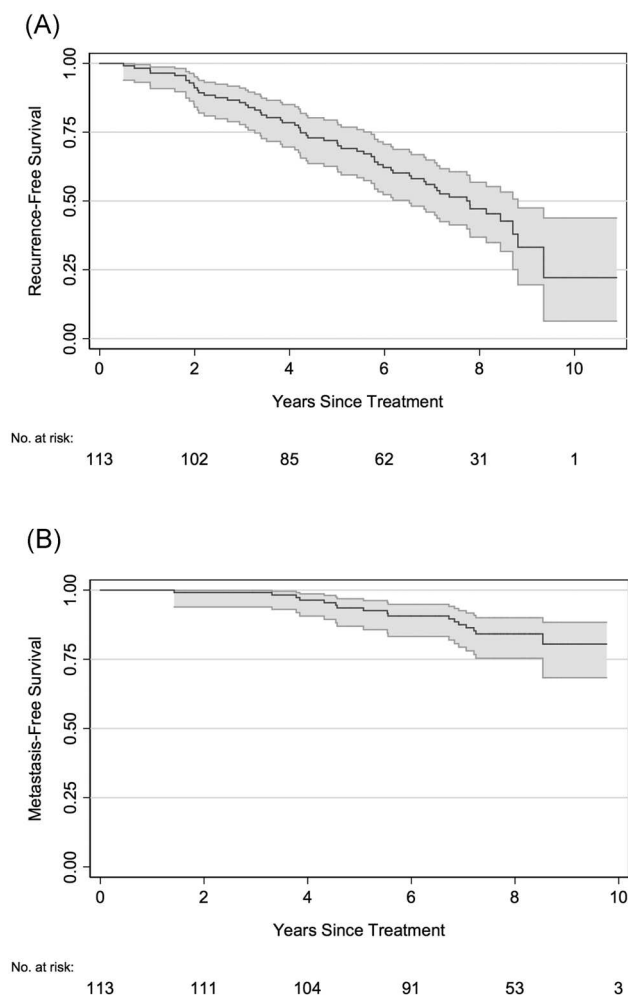 (A)
Recurrence-Free Survival
1.00
0.75
0.50
0.25
0.00
0 2 4 6 8 10
Years Since Treatment
No. at risk:
113 102 85 62 31 1
(B)
Metastasis-Free Survival
1.00
0.75
0.50
0.25
0.00
0 2 4 6 8 10
Years Since Treatment
No. at risk:
113 111 104 91 53 3